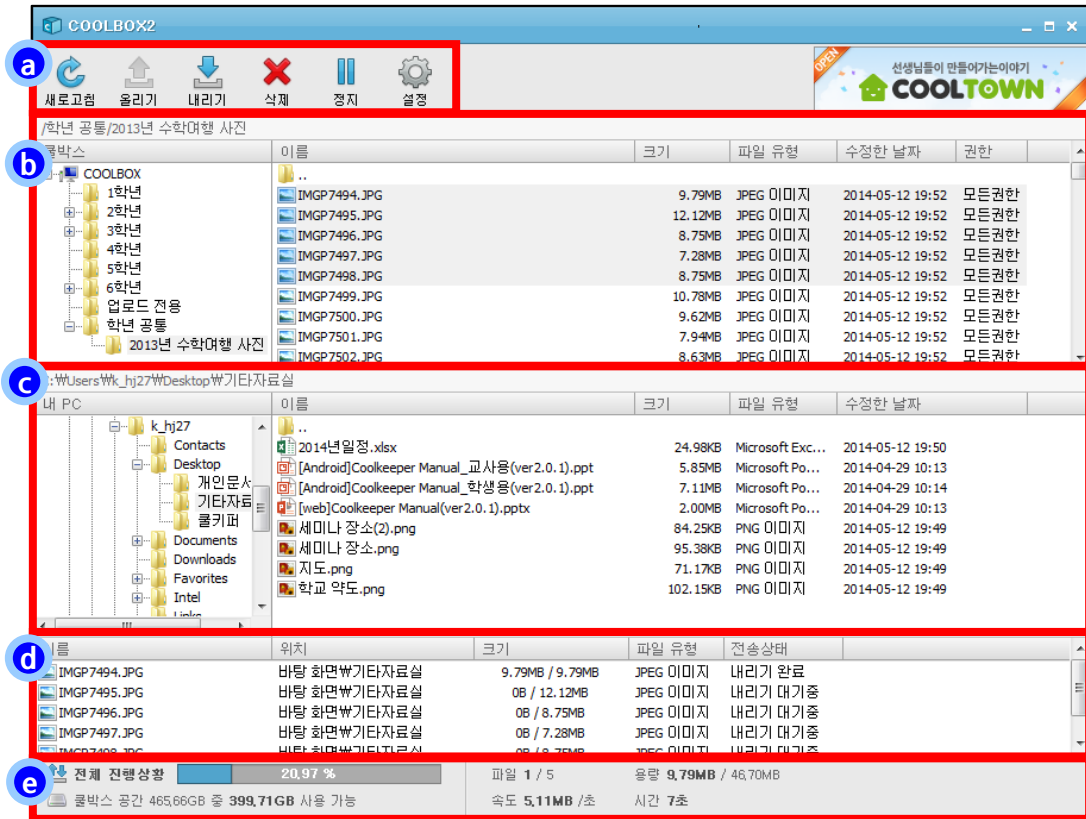 COOLBOX2
a
새로고침 올리기 내리기 삭제 정지 설정
OPEN
선생님들이 만들어가는이야기
COOLTOWN
/학년 공통/2013년 수학여행 사진
b
쿨박스 이름 크기 파일 유형 수정한 날짜 권한
COOLBOX
1학년
2학년
3학년
4학년
5학년
6학년
업로드 전용
학년 공통
2013년 수학여행 사진
..
IMGP7494.JPG 9.79MB JPEG 이미지 2014-05-12 19:52 모든권한
IMGP7495.JPG 12.12MB JPEG 이미지 2014-05-12 19:52 모든권한
IMGP7496.JPG 8.75MB JPEG 이미지 2014-05-12 19:52 모든권한
IMGP7497.JPG 7.28MB JPEG 이미지 2014-05-12 19:52 모든권한
IMGP7498.JPG 8.75MB JPEG 이미지 2014-05-12 19:52 모든권한
IMGP7499.JPG 10.78MB JPEG 이미지 2014-05-12 19:52 모든권한
IMGP7500.JPG 9.62MB JPEG 이미지 2014-05-12 19:52 모든권한
IMGP7501.JPG 7.94MB JPEG 이미지 2014-05-12 19:52 모든권한
IMGP7502.JPG 8.63MB JPEG 이미지 2014-05-12 19:52 모든권한
c
:₩Users₩k_hj27₩Desktop₩기타자료실
내 PC 이름 크기 파일 유형 수정한 날짜
k_hj27
Contacts
Desktop
개인문서
기타자료
쿨키퍼
Documents
Downloads
Favorites
Intel
Links
..
2014년일정.xlsx 24.98KB Microsoft Exc... 2014-05-12 19:50
[Android]Coolkeeper Manual_교사용(ver2.0.1).ppt 5.85MB Microsoft Po... 2014-04-29 10:13
[Android]Coolkeeper Manual_학생용(ver2.0.1).ppt 7.11MB Microsoft Po... 2014-04-29 10:14
[web]Coolkeeper Manual(ver2.0.1).pptx 2.00MB Microsoft Po... 2014-04-29 10:13
세미나 장소(2).png 84.25KB PNG 이미지 2014-05-12 19:49
세미나 장소.png 95.38KB PNG 이미지 2014-05-12 19:49
지도.png 71.17KB PNG 이미지 2014-05-12 19:49
학교 약도.png 102.15KB PNG 이미지 2014-05-12 19:49
d
이름 위치 크기 파일 유형 전송상태
IMGP7494.JPG 바탕 화면₩기타자료실 9.79MB / 9.79MB JPEG 이미지 내리기 완료
IMGP7495.JPG 바탕 화면₩기타자료실 0B / 12.12MB JPEG 이미지 내리기 대기중
IMGP7496.JPG 바탕 화면₩기타자료실 0B / 8.75MB JPEG 이미지 내리기 대기중
IMGP7497.JPG 바탕 화면₩기타자료실 0B / 7.28MB JPEG 이미지 내리기 대기중
IMGP7498.JPG 바탕 화면₩기타자료실 0B / 8.75MB JPEG 이미지 내리기 대기중
e
전체 진행상황 20,97 % 파일 1 / 5 용량 9,79MB / 46,70MB
쿨박스 공간 465,66GB 중 399,71GB 사용 가능 속도 5,11MB /초 시간 7초